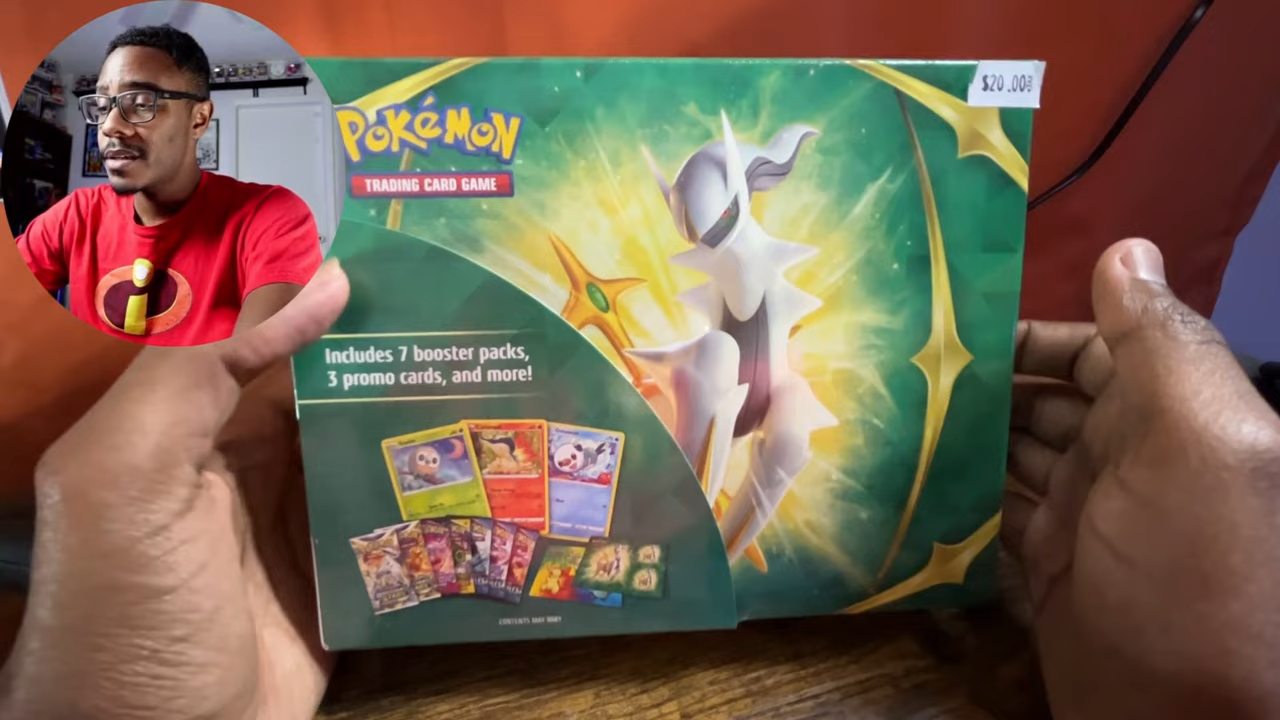 $20.00
POKéMON
TRADING CARD GAME
Includes 7 booster packs,
3 promo cards, and more!
CONTENTS MAY VARY